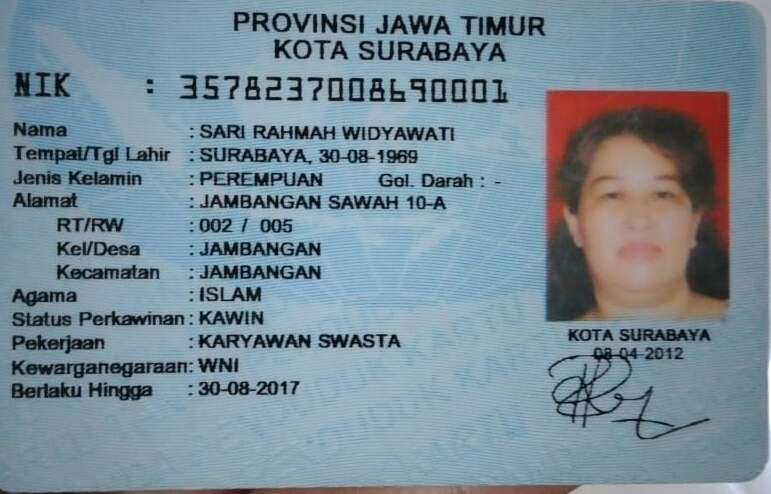 PROVINSI JAWA TIMUR
KOTA SURABAYA
NIK : 3578237008690001
Nama : SARI RAHMAH WIDYAWATI
Tempat/Tgl Lahir : SURABAYA, 30-08-1969
Jenis Kelamin : PEREMPUAN Gol. Darah : -
Alamat : JAMBANGAN SAWAH 10-A
RT/RW : 002 / 005
Kel/Desa : JAMBANGAN
Kecamatan : JAMBANGAN
Agama : ISLAM
Status Perkawinan : KAWIN
Pekerjaan : KARYAWAN SWASTA
Kewarganegaraan: WNI
Berlaku Hingga : 30-08-2017
KOTA SURABAYA
08-04-2012